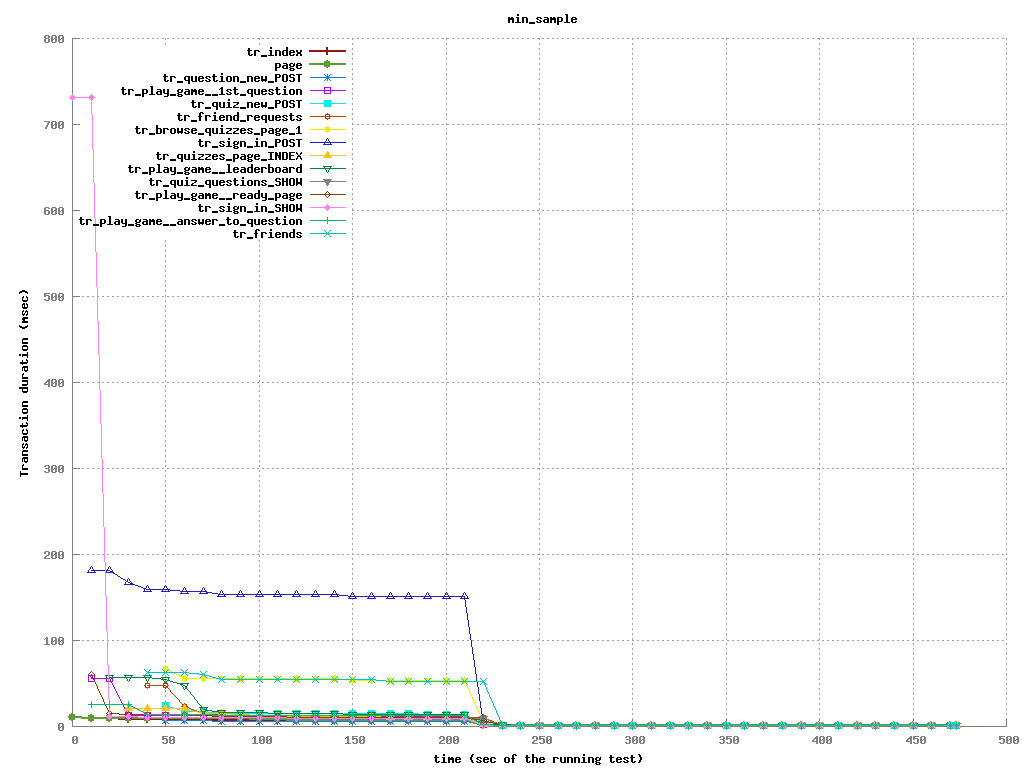 min_sample
800
700
600
500
400
300
200
100
0
Transaction duration (msec)
tr_index
page
tr_question_new_POST
tr_play_game__1st_question
tr_quiz_new_POST
tr_friend_requests
tr_browse_quizzes_page_1
tr_sign_in_POST
tr_quizzes_page_INDEX
tr_play_game__leaderboard
tr_quiz_questions_SHOW
tr_play_game__ready_page
tr_sign_in_SHOW
tr_play_game__answer_to_question
tr_friends
0 50 100 150 200 250 300 350 400 450 500
time (sec of the running test)